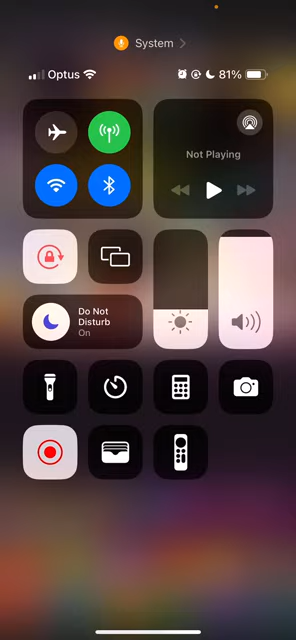 System
Optus 81%
Not Playing
Do Not
Disturb
On